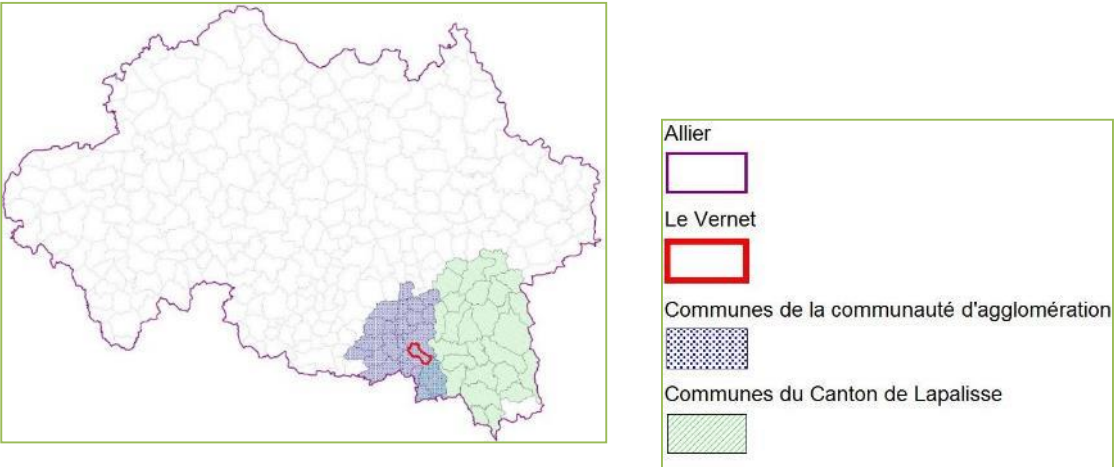 Allier
Le Vernet
Communes de la communauté d'agglomération
Communes du Canton de Lapalisse